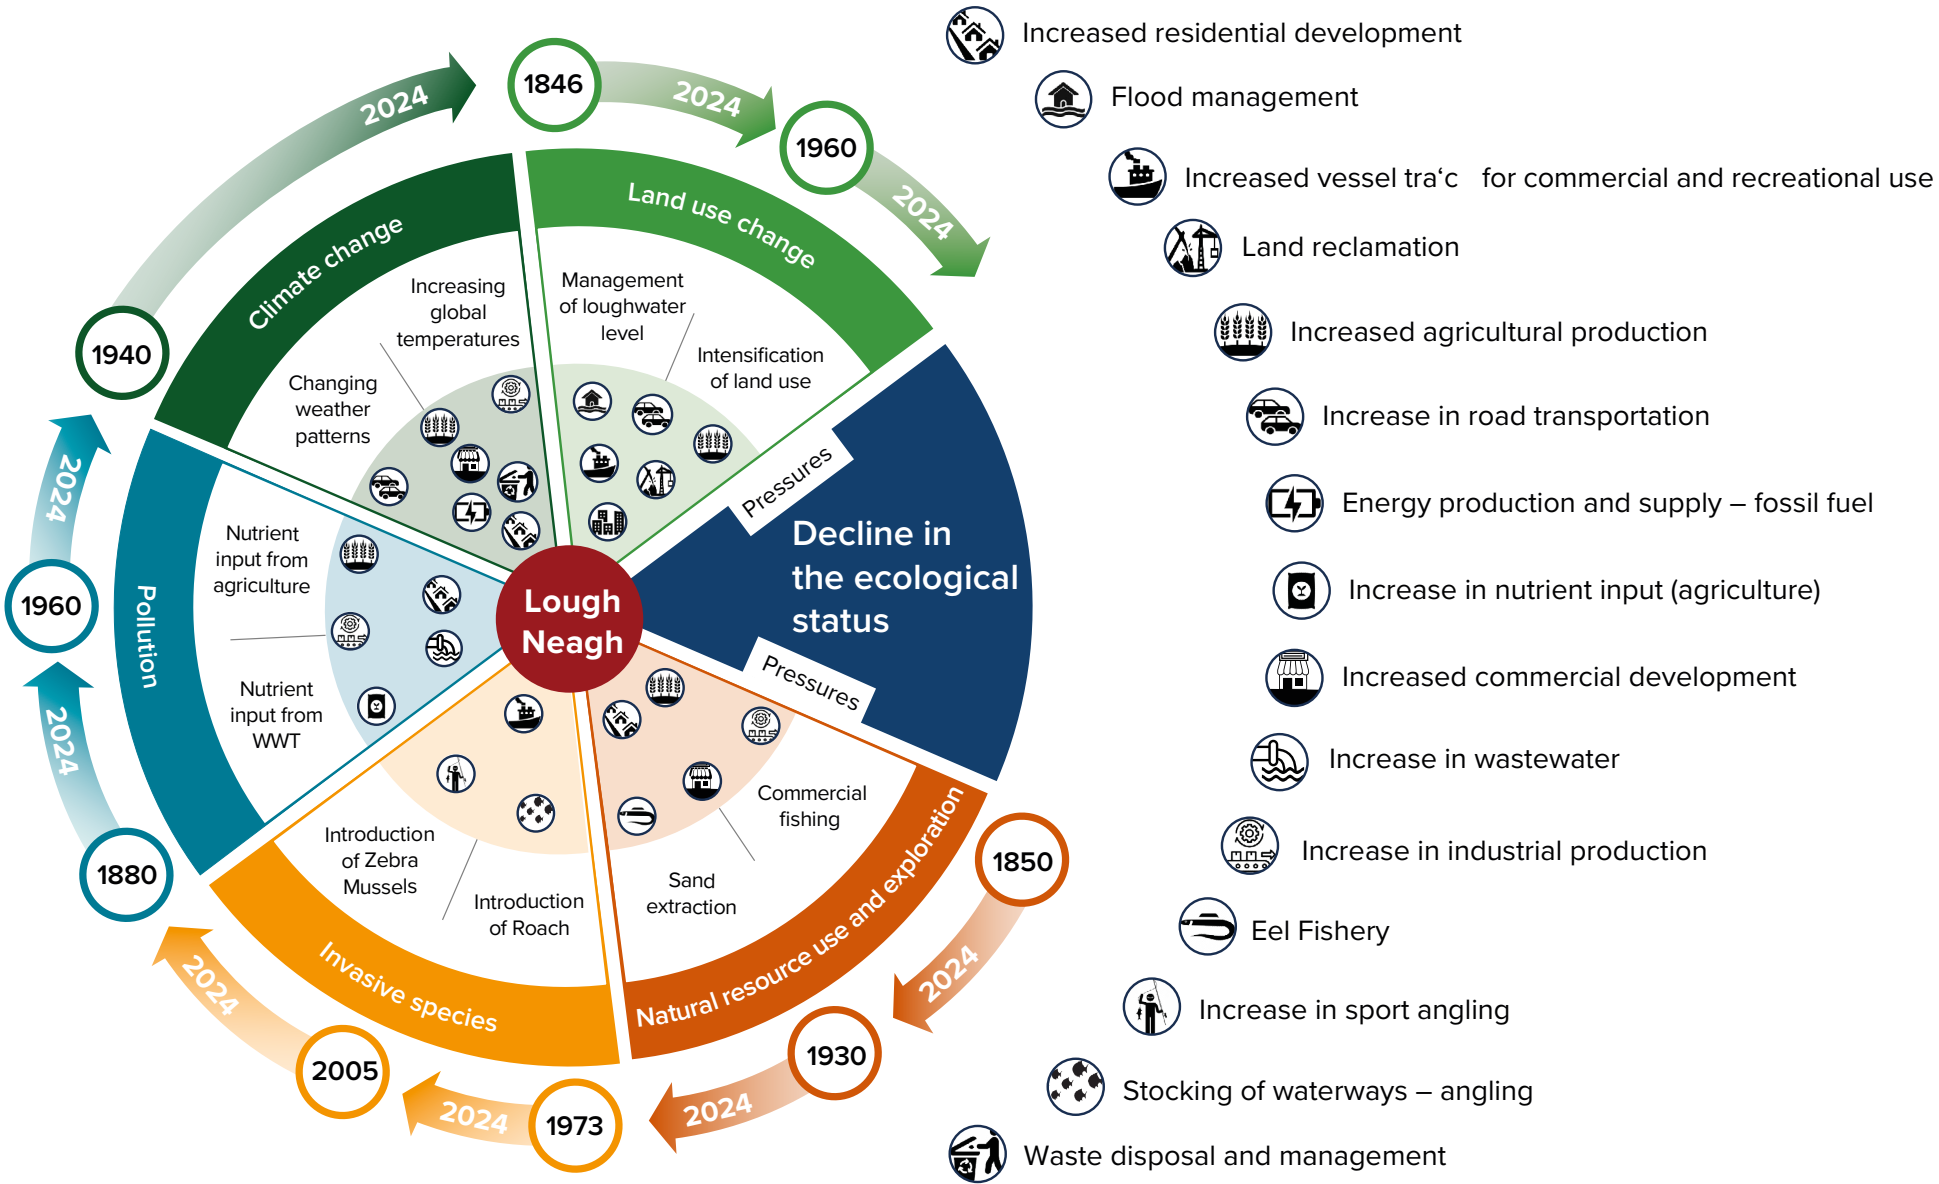 1846
2024
1960
2024
2024
1940
Climate change
Land use change
Increasing
global
temperatures
Changing
weather
patterns
Management
of loughwater
level
Intensification
of land use
Pressures
Decline in
the ecological
status
Pressures
Lough
Neagh
Pollution
Nutrient
input from
agriculture
Nutrient
input from
WWT
2024
1960
2024
1880
Introduction
of Zebra
Mussels
Introduction
of Roach
Invasive species
2024
2005
2024
1973
Commercial
fishing
Sand
extraction
Natural resource use and exploration
1850
2024
1930
2024
Increased residential development
Flood management
Increased vessel tra‘c for commercial and recreational use
Land reclamation
Increased agricultural production
Increase in road transportation
Energy production and supply – fossil fuel
Increase in nutrient input (agriculture)
Increased commercial development
Increase in wastewater
Increase in industrial production
Eel Fishery
Increase in sport angling
Stocking of waterways – angling
Waste disposal and management